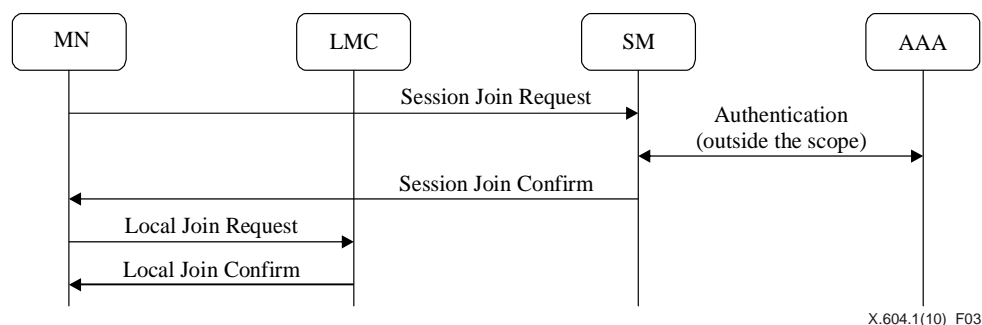 MN
LMC
SM
AAA
Session Join Request
Authentication
(outside the scope)
Session Join Confirm
Local Join Request
Local Join Confirm
X.604.1(10)_F03